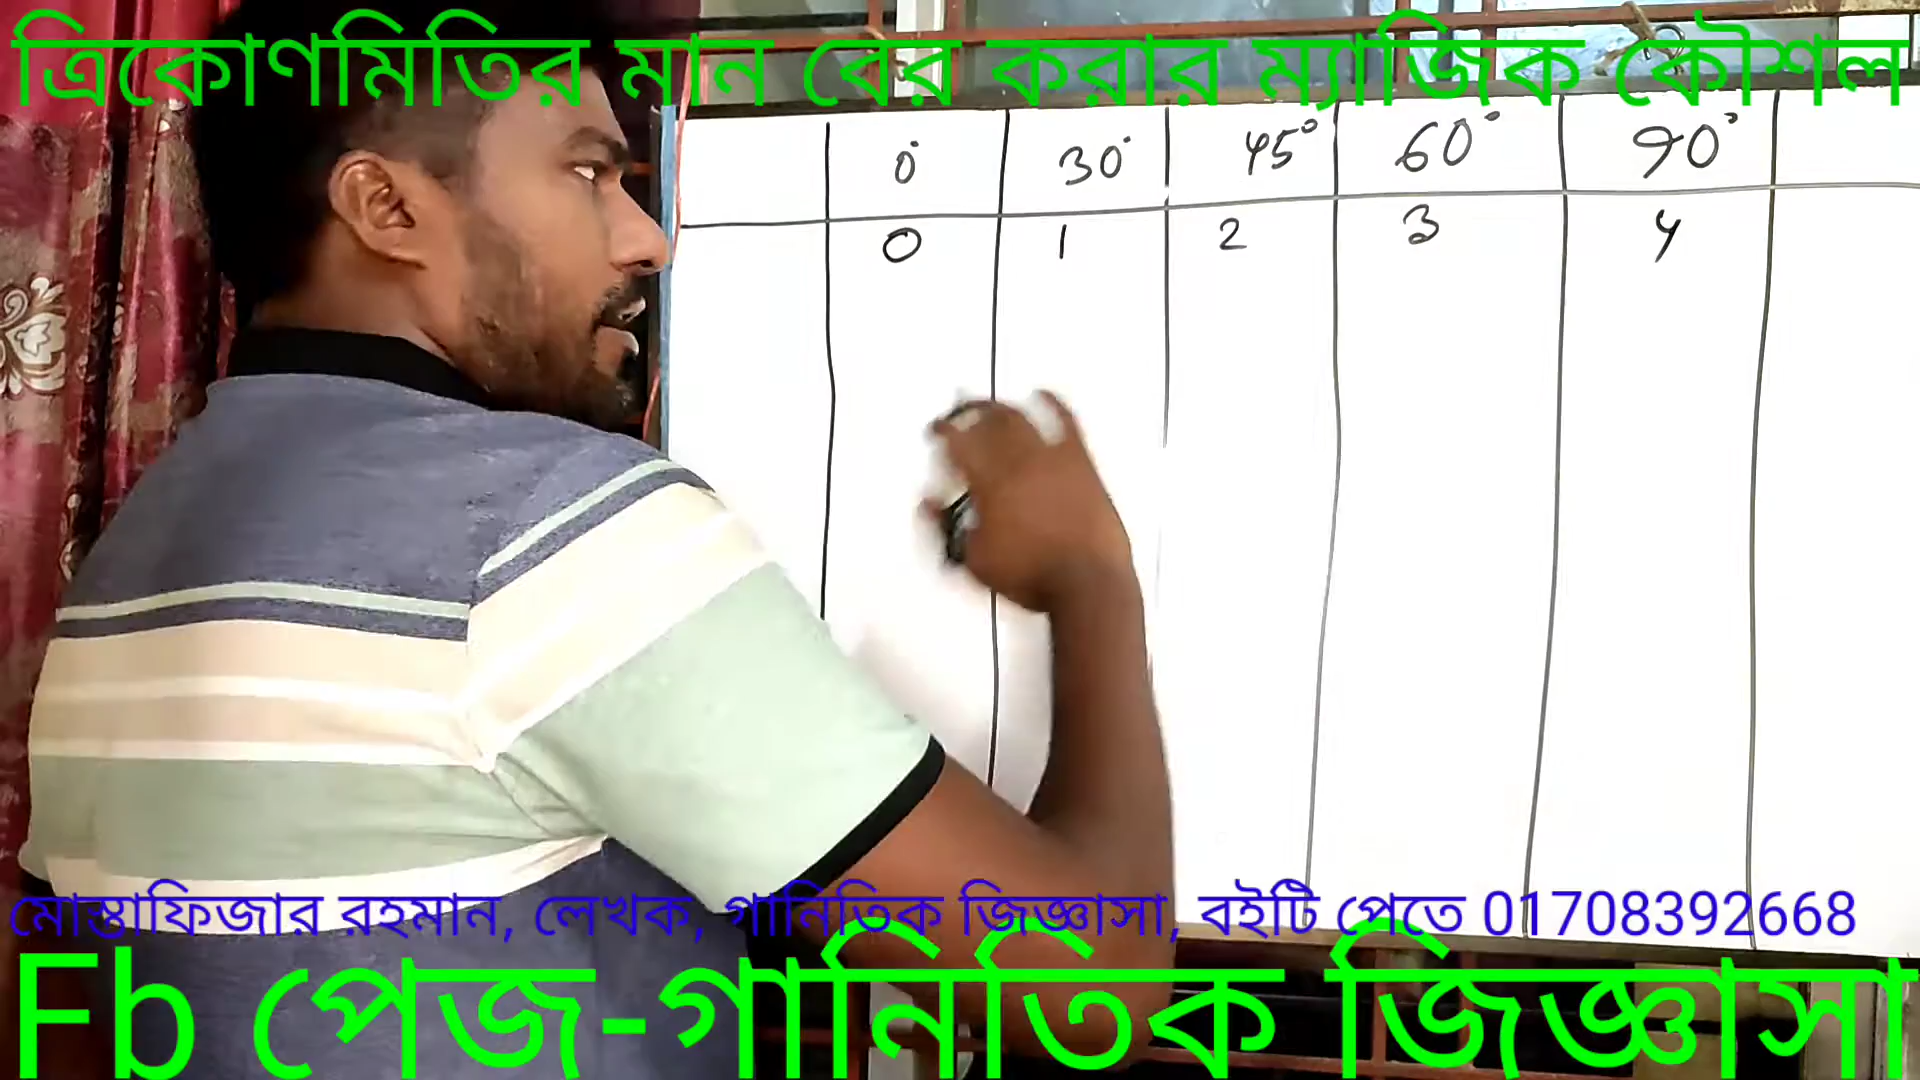 ত্রিকোণমিতির মান বের করার ম্যাজিক কৌশল
0° 30° 45° 60° 90°
0 1 2 3 4
মোস্তাফিজার রহমান, লেখক, গানিতিক জিজ্ঞাসা, বইটি পেতে 01708392668
Fb পেজ-গানিতিক জিজ্ঞাসা